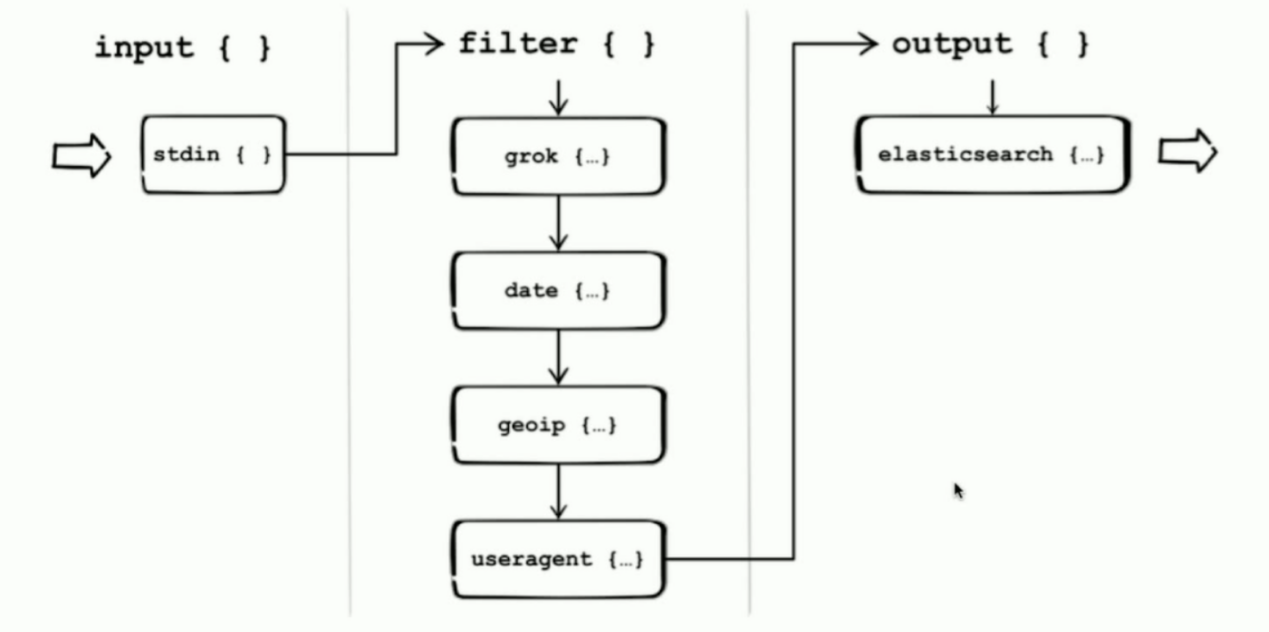 input { }
stdin { }
filter { }
grok {…}
date {…}
geoip {…}
useragent {…}
output { }
elasticsearch {…}